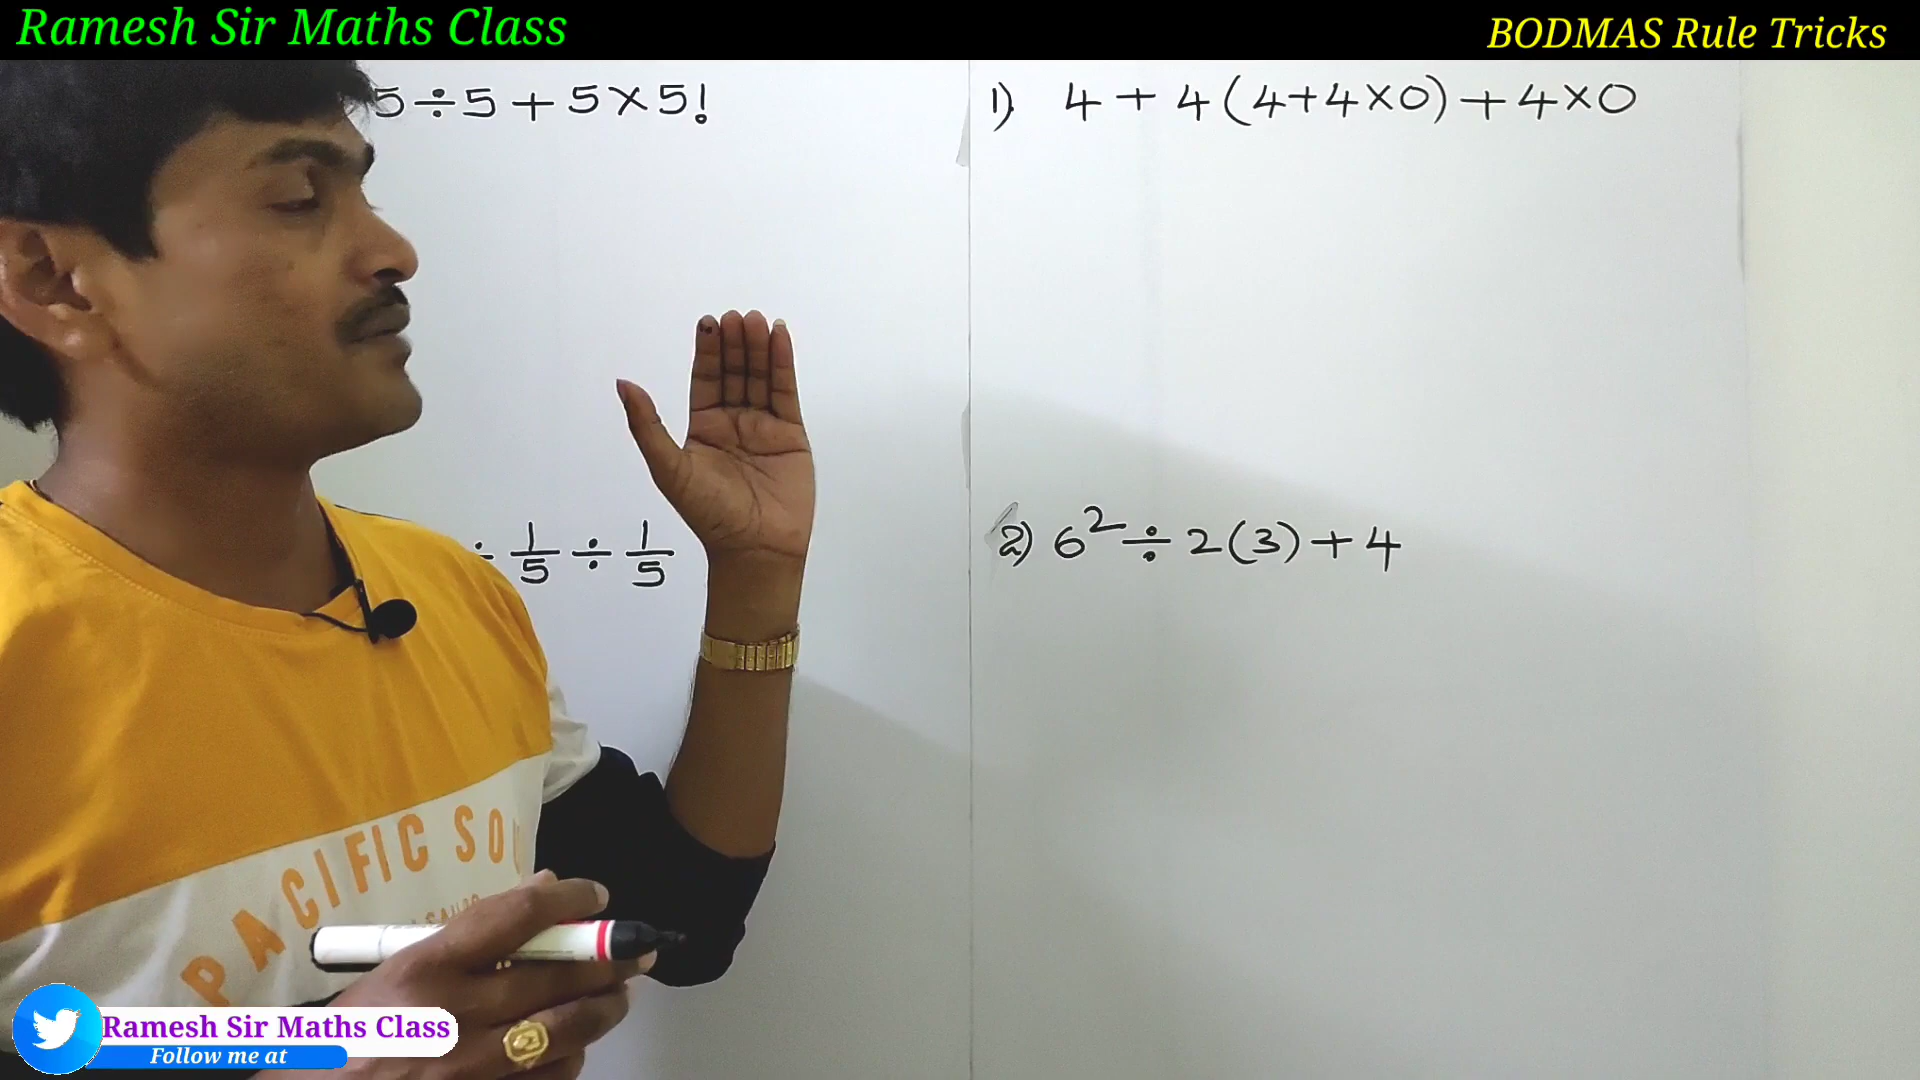 Ramesh Sir Maths Class
BODMAS Rule Tricks
5÷5+5×5!
1) 4+4(4+4×0)+4×0
÷ 1/5 ÷ 1/5
2) 6²÷2(3)+4
PACIFIC SOU
Ramesh Sir Maths Class
Follow me at